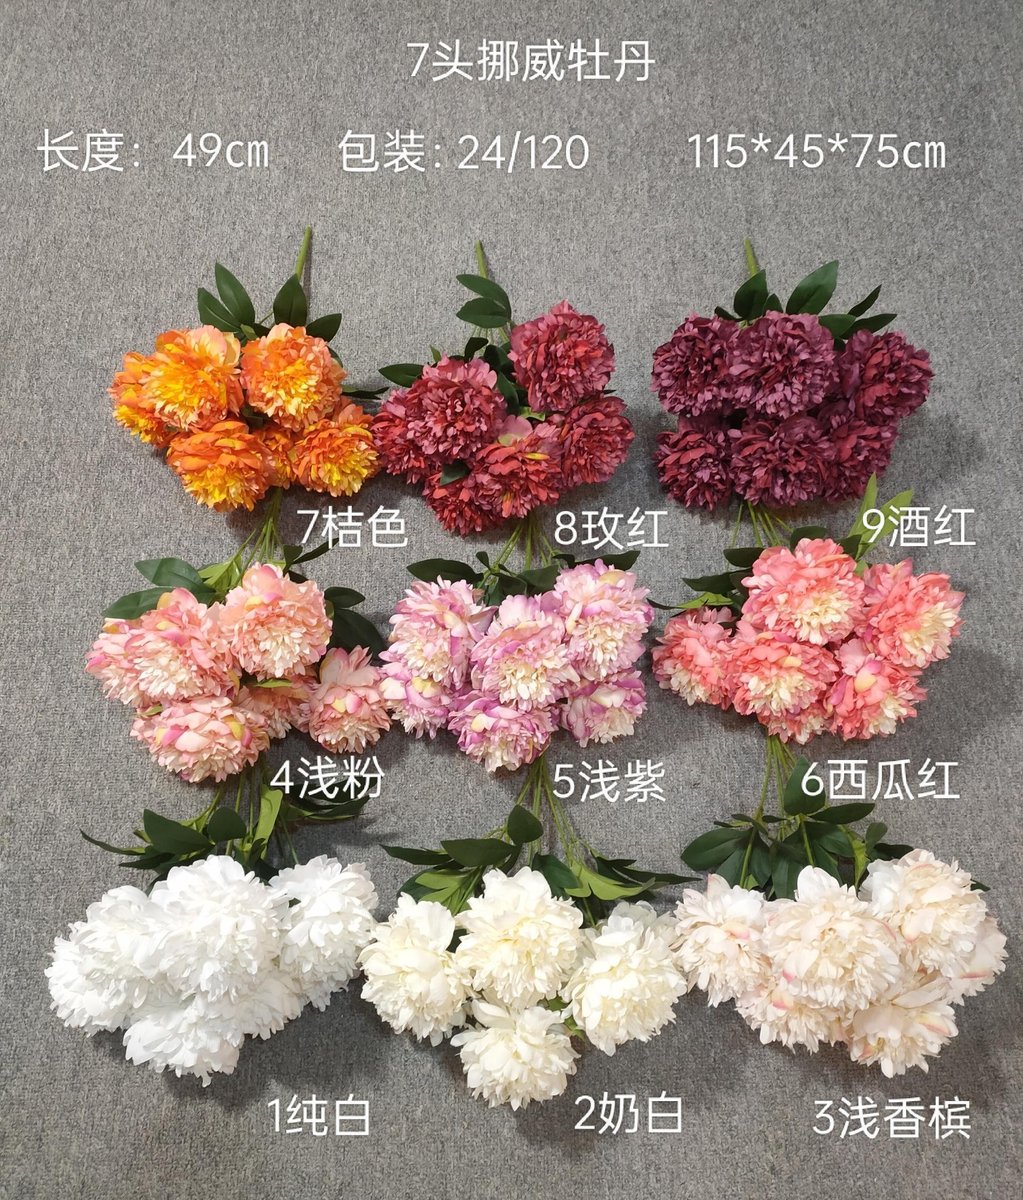 7头挪威牡丹
长度：49㎝ 包装：24/120 115*45*75㎝
7桔色 8玫红 9酒红
4浅粉 5浅紫 6西瓜红
1纯白 2奶白 3浅香槟